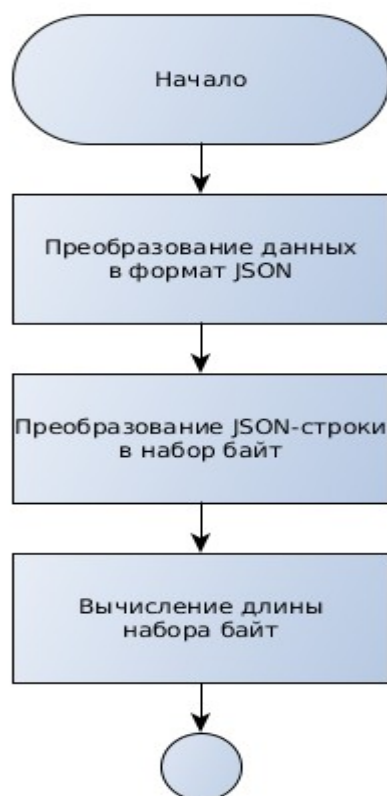 Начало
Преобразование данных
в формат JSON
Преобразование JSON-строки
в набор байт
Вычисление длины
набора байт